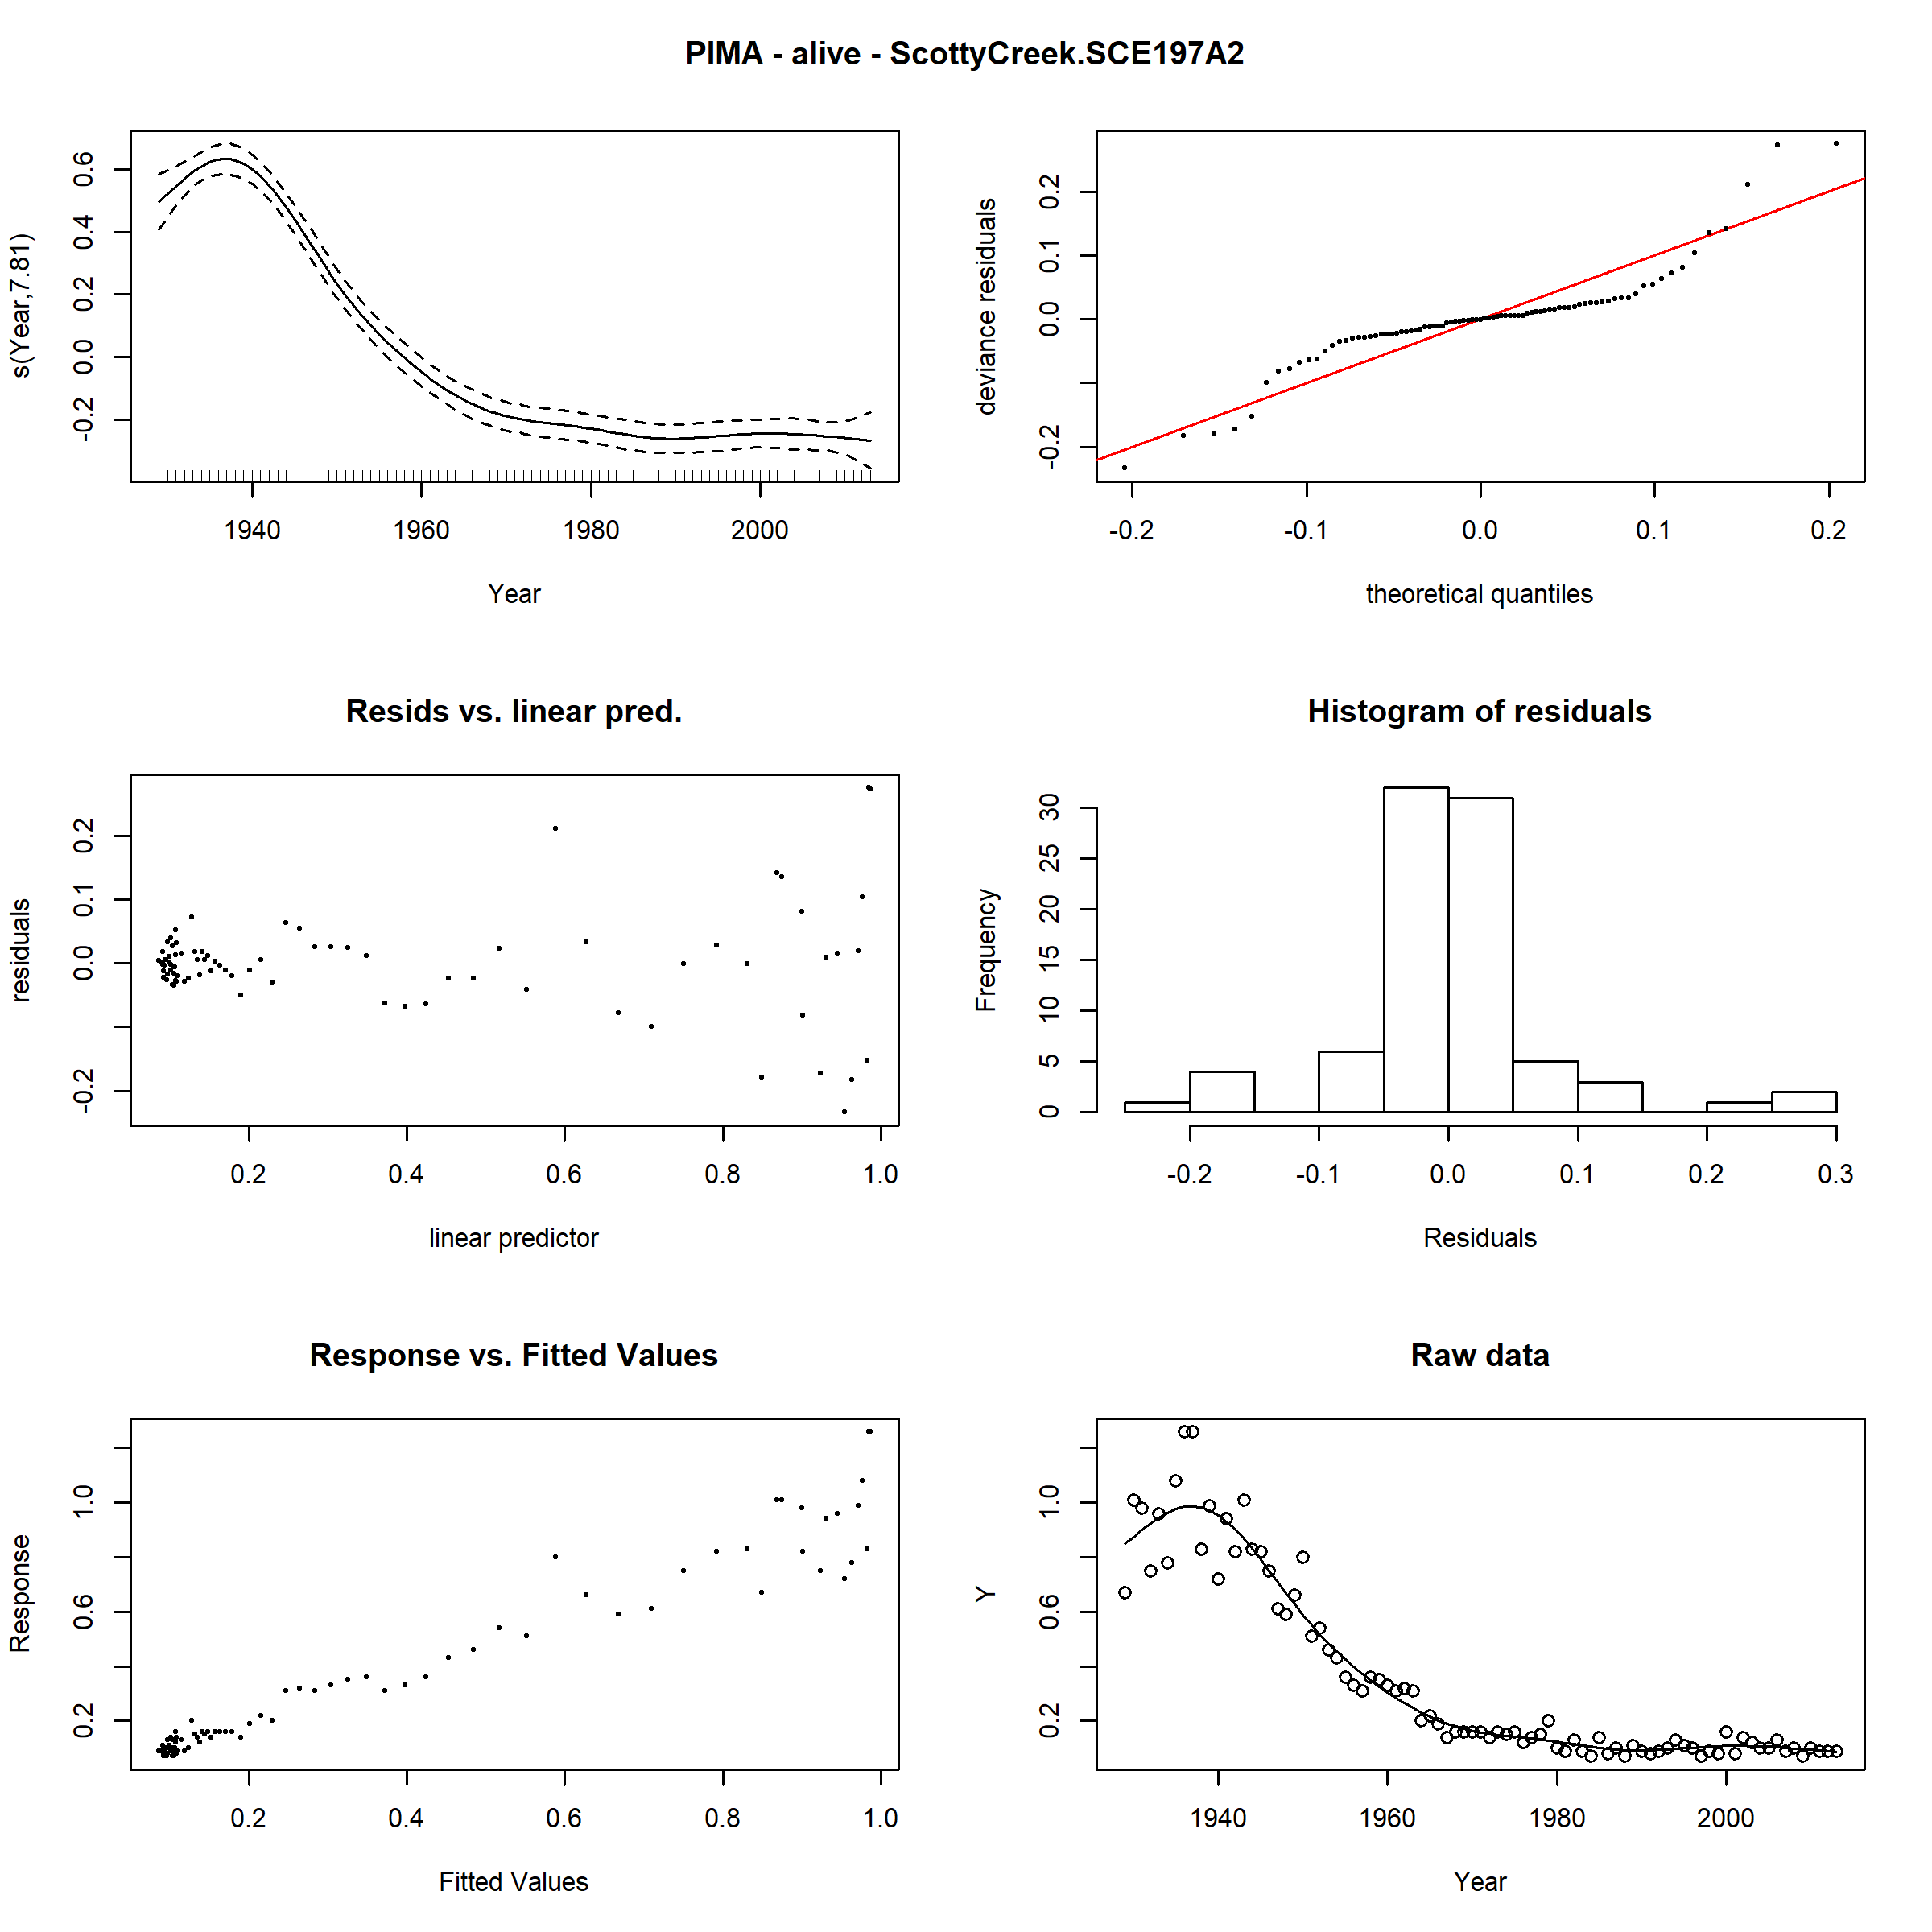 PIMA - alive - ScottyCreek.SCE197A2
s(Year,7.81)
0.6
0.4
0.2
0.0
-0.2
1940 1960 1980 2000
Year
deviance residuals
0.2
0.1
0.0
-0.2
-0.2 -0.1 0.0 0.1 0.2
theoretical quantiles
Resids vs. linear pred.
residuals
0.2
0.1
0.0
-0.2
0.2 0.4 0.6 0.8 1.0
linear predictor
Histogram of residuals
Frequency
30
25
20
15
10
5
0
-0.2 -0.1 0.0 0.1 0.2 0.3
Residuals
Response vs. Fitted Values
Response
1.0
0.6
0.2
0.2 0.4 0.6 0.8 1.0
Fitted Values
Raw data
Y
1.0
0.6
0.2
1940 1960 1980 2000
Year